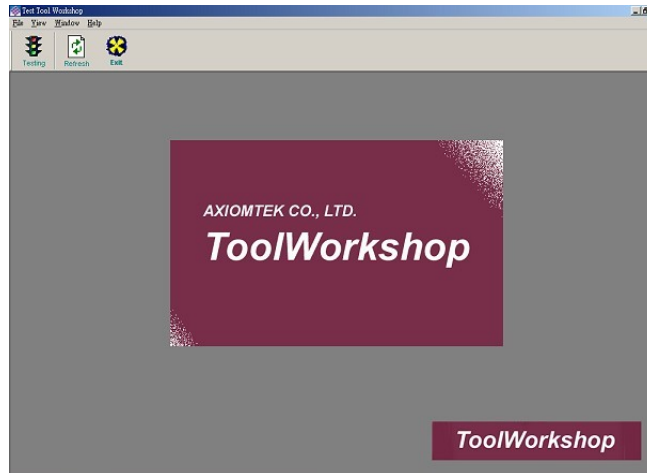 Test Tool Workshop
File View Window Help
Testing Refresh Exit
AXIOMTEK CO., LTD.
ToolWorkshop
ToolWorkshop